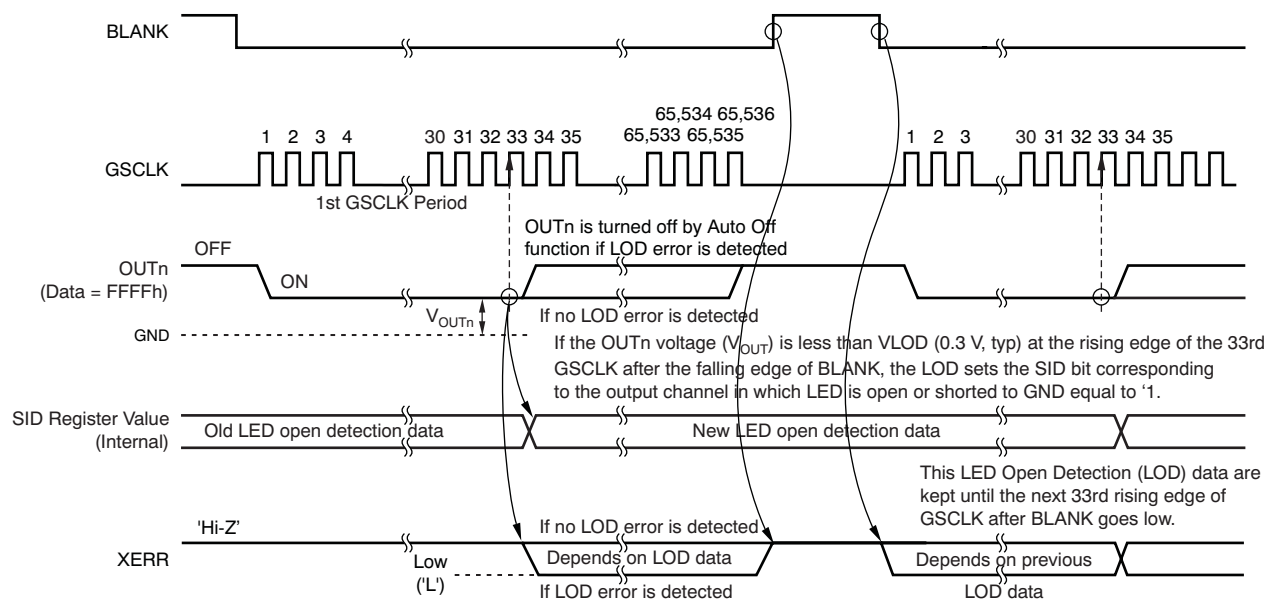 BLANK
65,534 65,536
1 2 3 4 30 31 32 33 34 35 65,533 65,535 1 2 3 30 31 32 33 34 35
GSCLK
1st GSCLK Period
OFF
OUTn is turned off by Auto Off
function if LOD error is detected
OUTn
(Data = FFFFh)
ON
VOUTn
GND
If no LOD error is detected
If the OUTn voltage (VOUT) is less than VLOD (0.3 V, typ) at the rising edge of the 33rd
GSCLK after the falling edge of BLANK, the LOD sets the SID bit corresponding
to the output channel in which LED is open or shorted to GND equal to ‘1.
SID Register Value
(Internal)
Old LED open detection data
New LED open detection data
This LED Open Detection (LOD) data are
kept until the next 33rd rising edge of
GSCLK after BLANK goes low.
'Hi-Z’
If no LOD error is detected
XERR
Low
('L')
Depends on LOD data
Depends on previous
If LOD error is detected
LOD data